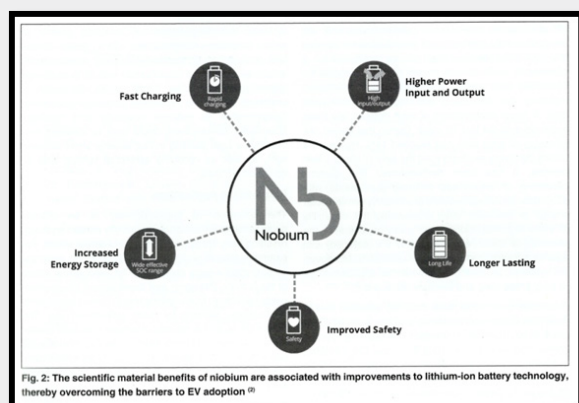 Fast Charging
Rapid
charging
High
input/output
Higher Power
Input and Output
Nb
Niobium
Increased
Energy Storage
Wide effective
SOC range
Long Life
Longer Lasting
Safety
Improved Safety
Fig. 2: The scientific material benefits of niobium are associated with improvements to lithium-ion battery technology,
thereby overcoming the barriers to EV adoption (2)